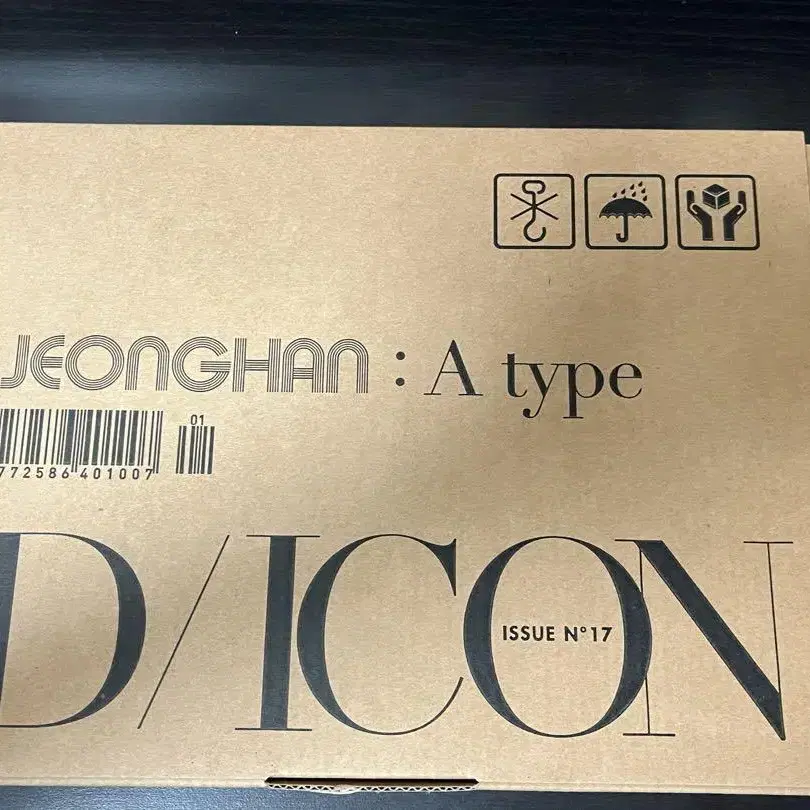 JEONGHAN : A type
01
772586 401007
D/ICON
ISSUE N°17